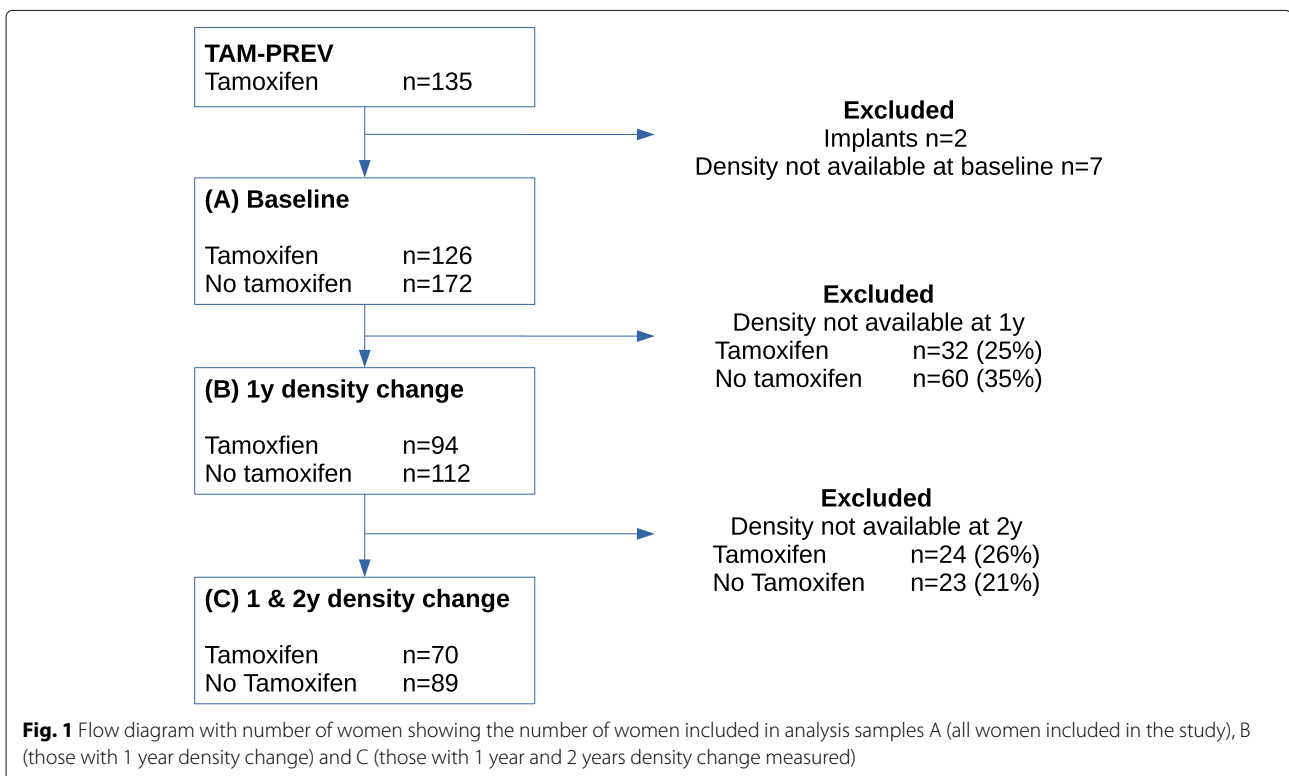 TAM-PREV
Tamoxifen n=135
Excluded
Implants n=2
Density not available at baseline n=7
(A) Baseline
Tamoxifen n=126
No tamoxifen n=172
Excluded
Density not available at 1y
Tamoxifen n=32 (25%)
No tamoxifen n=60 (35%)
(B) 1y density change
Tamoxfien n=94
No tamoxifen n=112
Excluded
Density not available at 2y
Tamoxifen n=24 (26%)
No Tamoxifen n=23 (21%)
(C) 1 & 2y density change
Tamoxifen n=70
No Tamoxifen n=89
Fig. 1 Flow diagram with number of women showing the number of women included in analysis samples A (all women included in the study), B
(those with 1 year density change) and C (those with 1 year and 2 years density change measured)